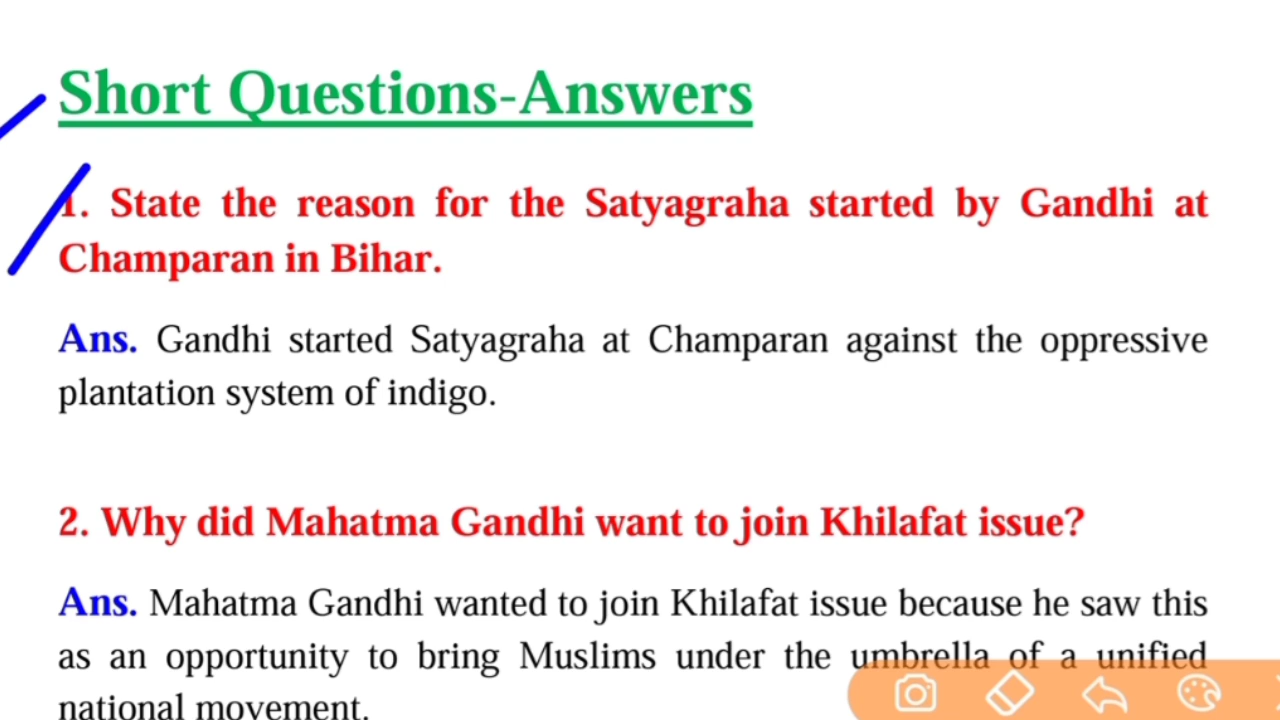 Short Questions-Answers
1. State the reason for the Satyagraha started by Gandhi at
Champaran in Bihar.
Ans. Gandhi started Satyagraha at Champaran against the oppressive
plantation system of indigo.
2. Why did Mahatma Gandhi want to join Khilafat issue?
Ans. Mahatma Gandhi wanted to join Khilafat issue because he saw this
as an opportunity to bring Muslims under the umbrella of a unified
national movement.